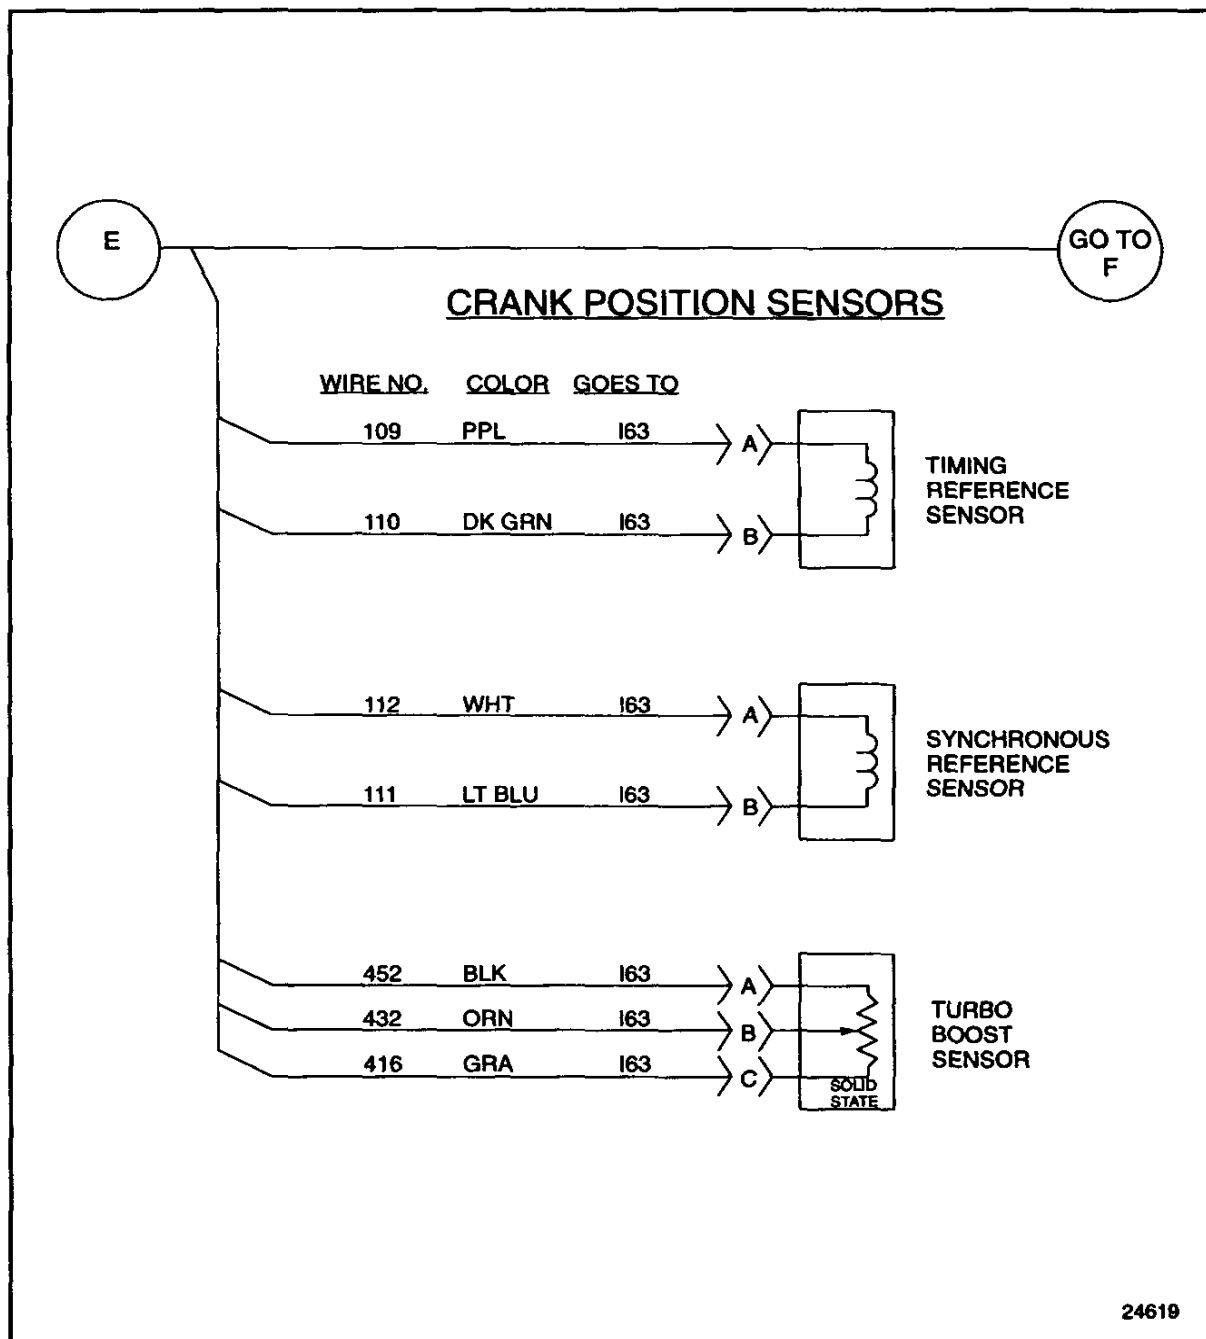 E
GO TO
F
CRANK POSITION SENSORS
WIRE NO. COLOR GOES TO
109 PPL I63 A
TIMING
REFERENCE
SENSOR
110 DK GRN I63 B
112 WHT I63 A
SYNCHRONOUS
REFERENCE
SENSOR
111 LT BLU I63 B
452 BLK I63 A
432 ORN I63 B
416 GRA I63 C
TURBO
BOOST
SENSOR
SOLID
STATE
24619